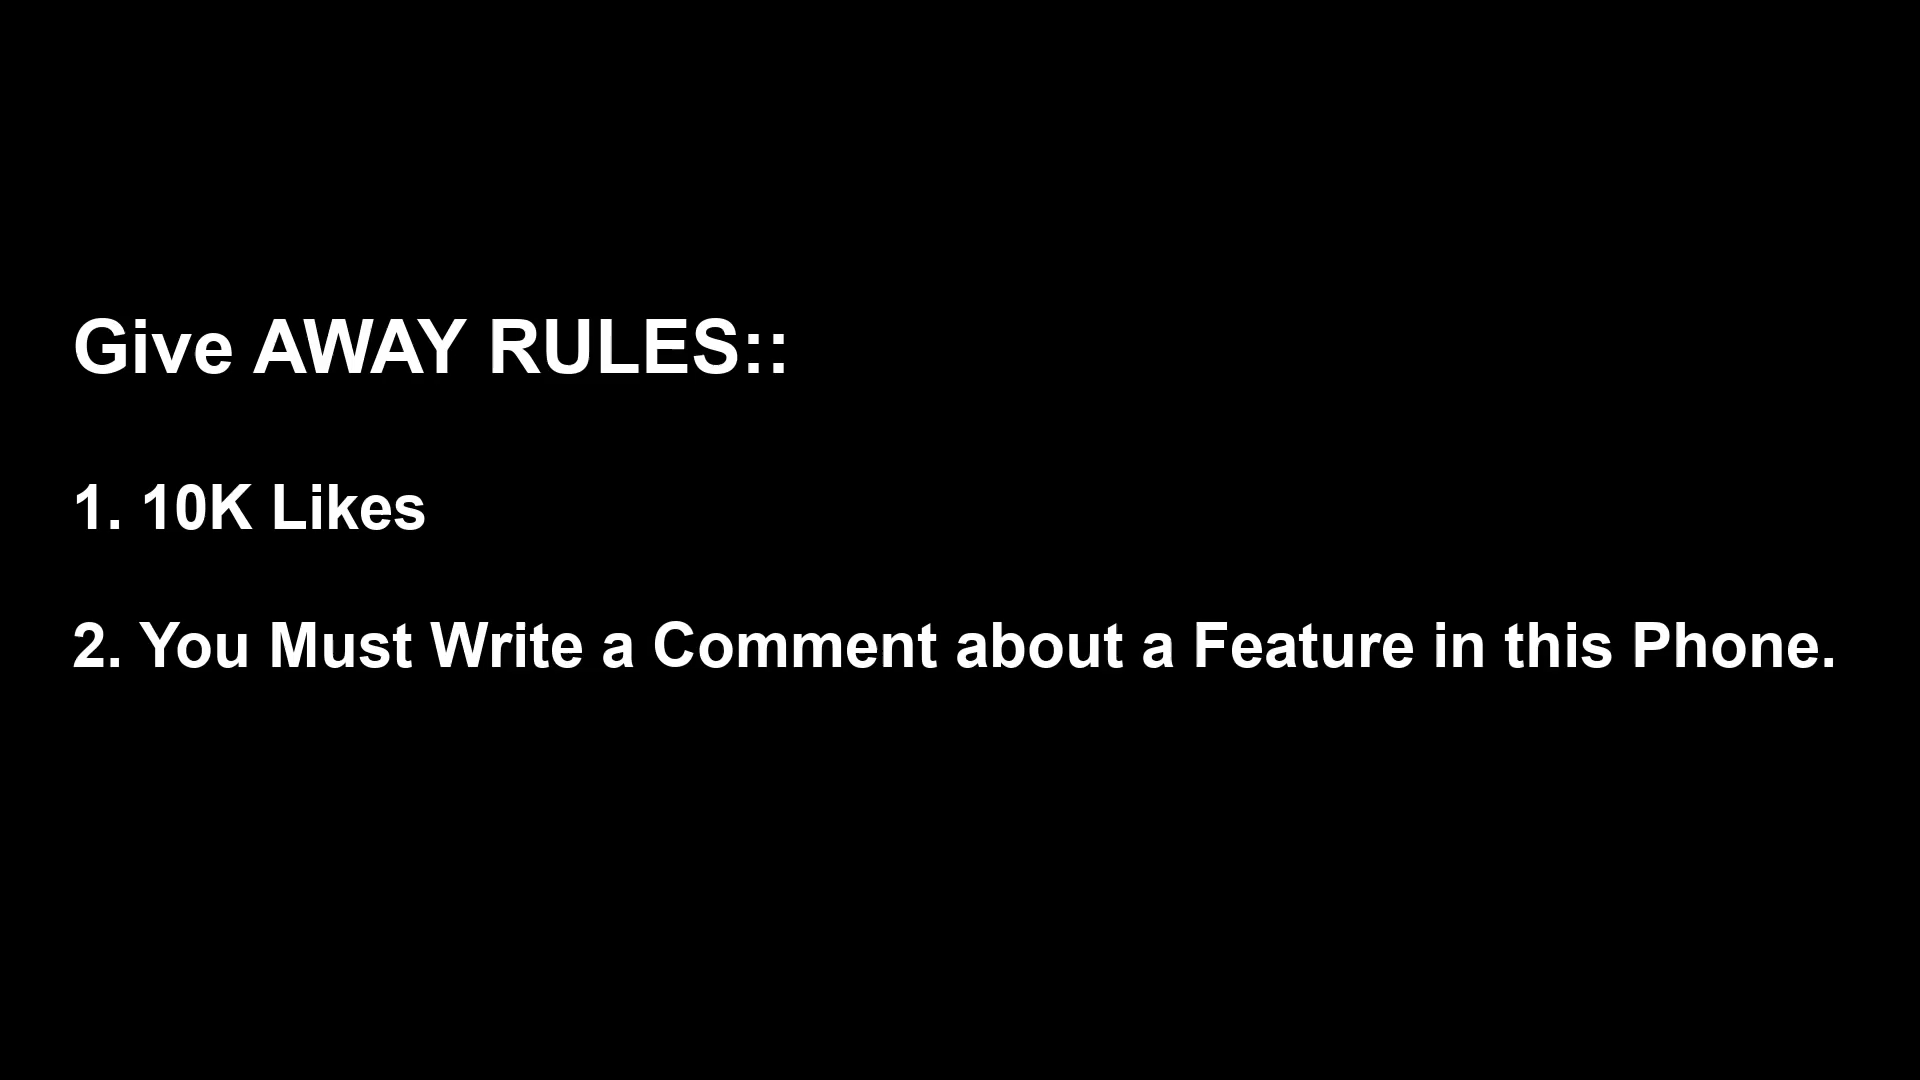 Give AWAY RULES::
1. 10K Likes
2. You Must Write a Comment about a Feature in this Phone.